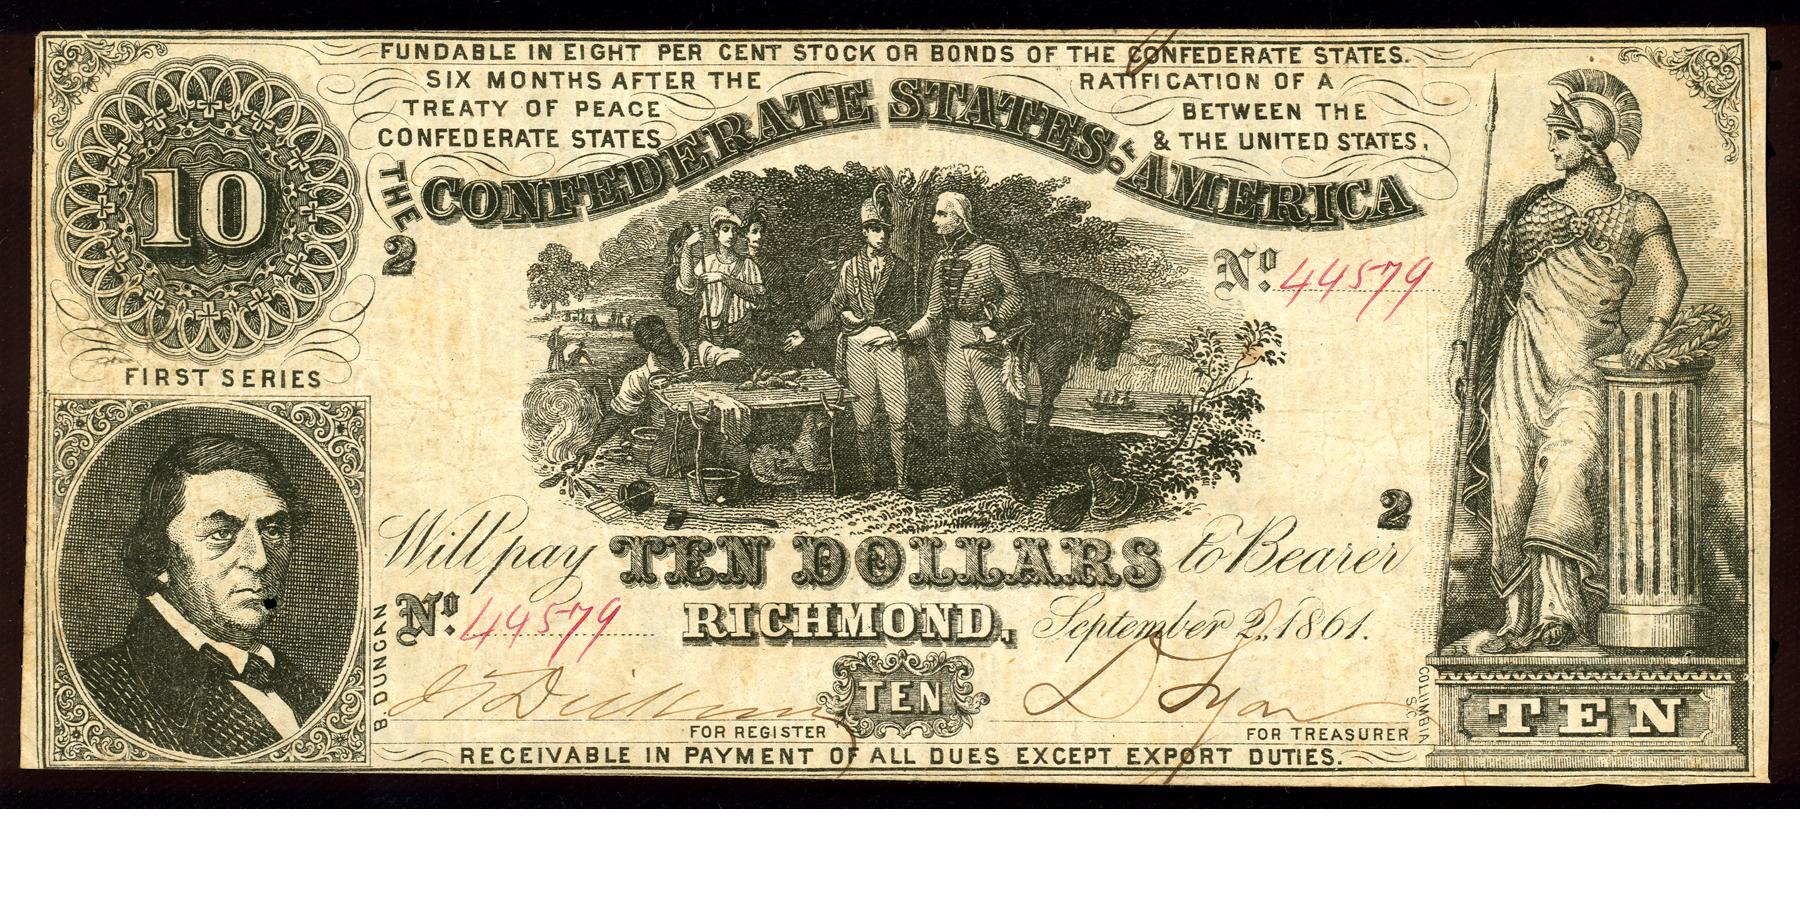 FUNDABLE IN EIGHT PER CENT STOCK OR BONDS OF THE CONFEDERATE STATES.
SIX MONTHS AFTER THE RATIFICATION OF A
TREATY OF PEACE BETWEEN THE
CONFEDERATE STATES & THE UNITED STATES,
THE CONFEDERATE STATES OF AMERICA
10
2
No. 44579
FIRST SERIES
2
Will pay TEN DOLLARS to Bearer
No. 44579
RICHMOND, September 2, 1861.
B. DUNCAN
COLUMBIA S.C.
TEN
TEN
FOR REGISTER
FOR TREASURER
RECEIVABLE IN PAYMENT OF ALL DUES EXCEPT EXPORT DUTIES.